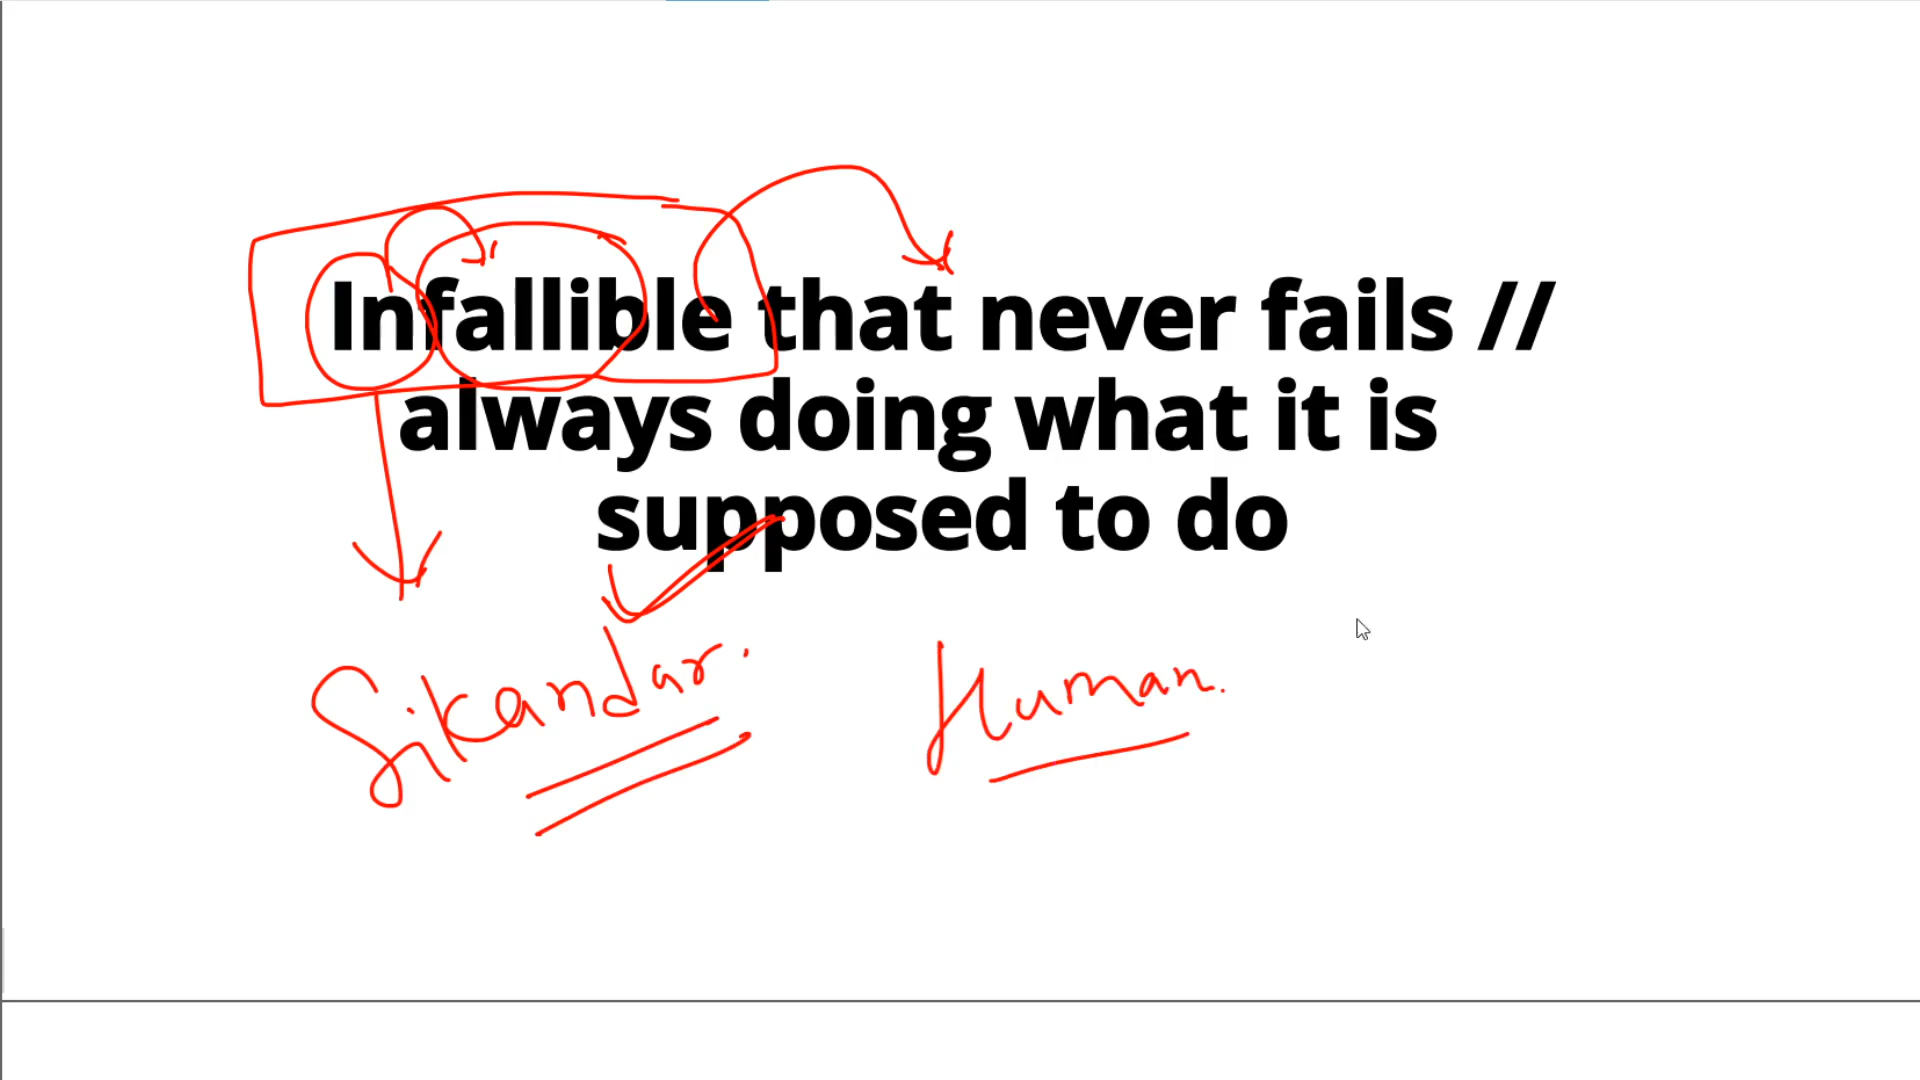 Infallible that never fails //
always doing what it is
supposed to do
Sikandar.
Human.